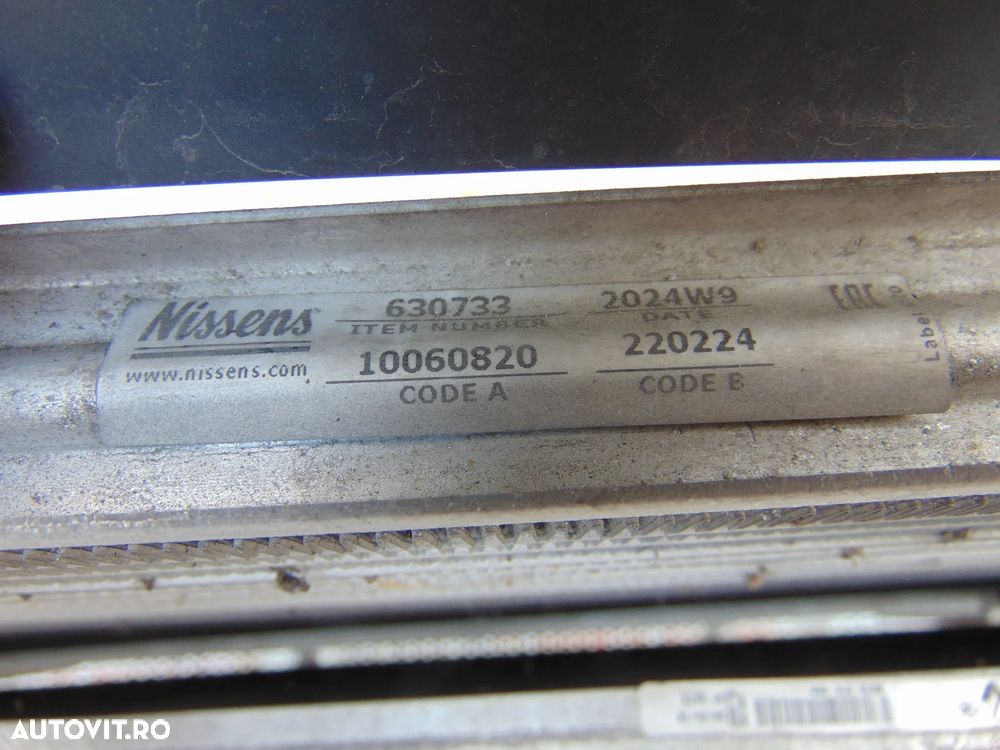 Nissens
www.nissens.com
630733
ITEM NUMBER
10060820
CODE A
2024W9
DATE
220224
CODE B
EAC
Label
AUTOVIT.RO